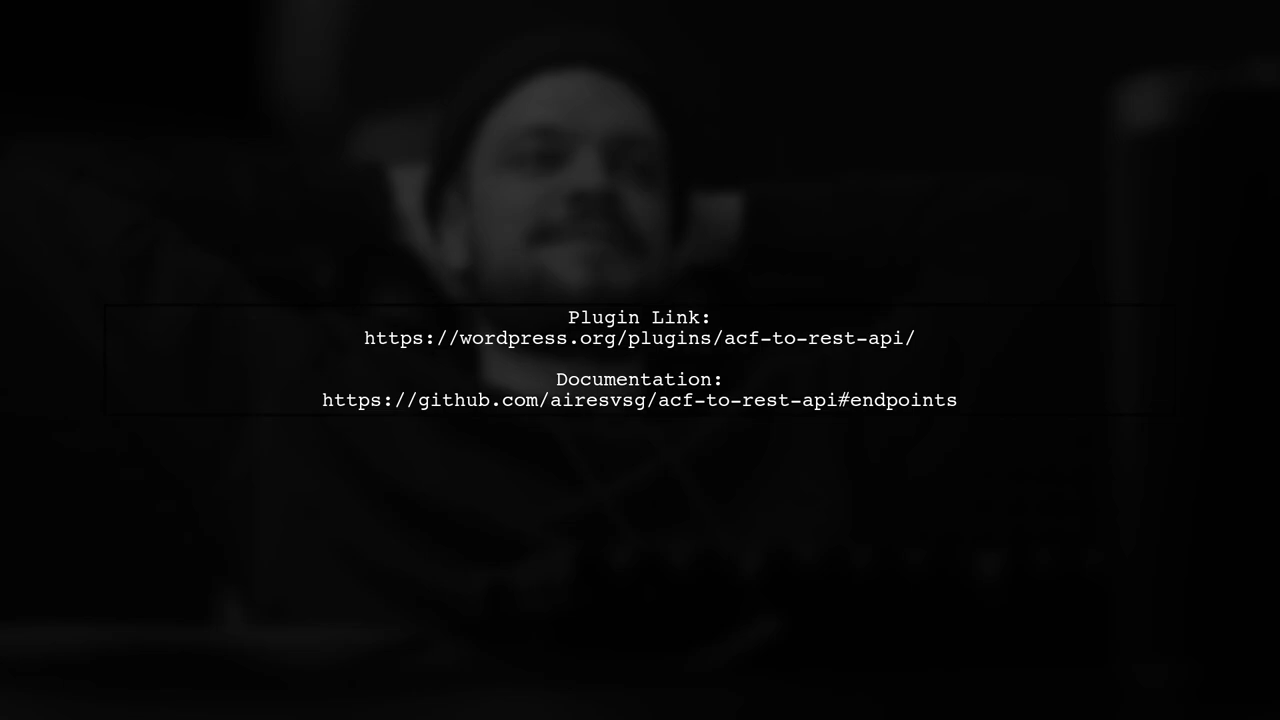 Plugin Link:
https://wordpress.org/plugins/acf-to-rest-api/
Documentation:
https://github.com/airesvsg/acf-to-rest-api#endpoints